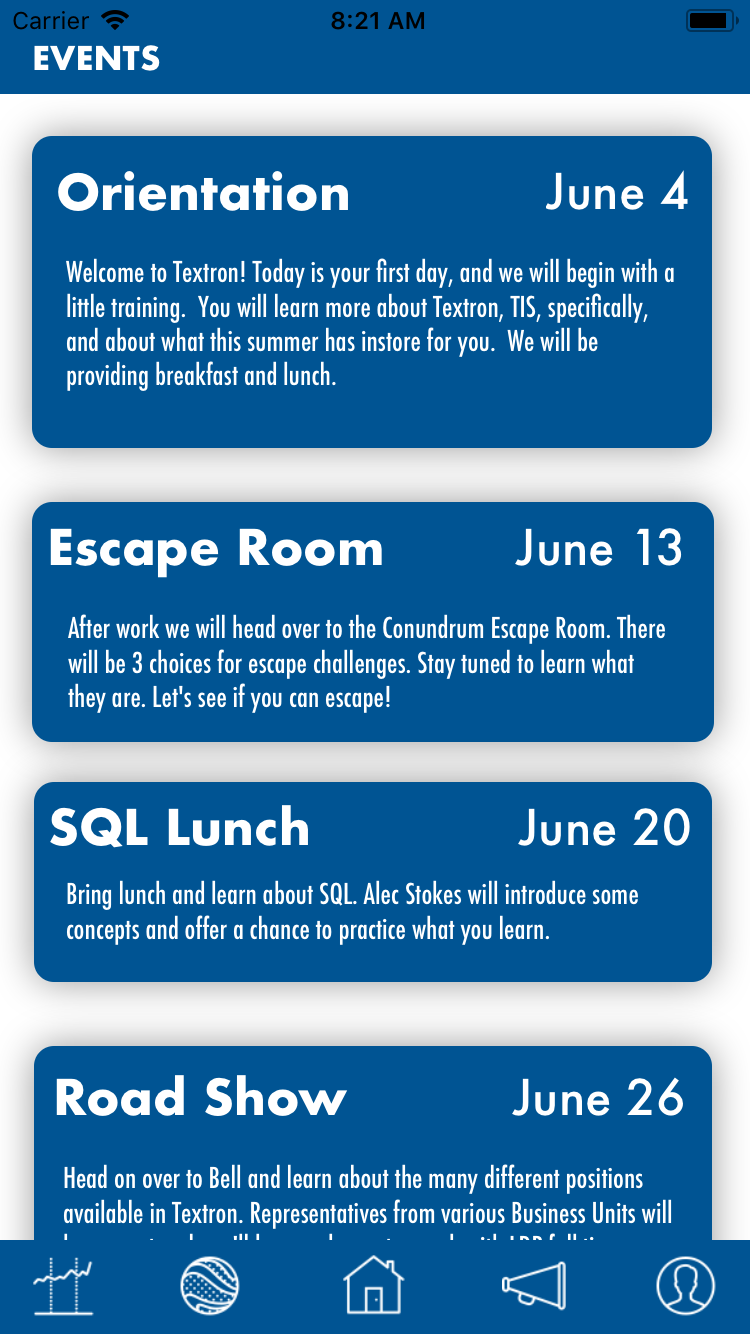 Carrier 8:21 AM
EVENTS
Orientation June 4
Welcome to Textron! Today is your first day, and we will begin with a
little training.  You will learn more about Textron, TIS, specifically,
and about what this summer has instore for you.  We will be
providing breakfast and lunch.
Escape Room June 13
After work we will head over to the Conundrum Escape Room. There
will be 3 choices for escape challenges. Stay tuned to learn what
they are. Let's see if you can escape!
SQL Lunch June 20
Bring lunch and learn about SQL. Alec Stokes will introduce some
concepts and offer a chance to practice what you learn.
Road Show June 26
Head on over to Bell and learn about the many different positions
available in Textron. Representatives from various Business Units will